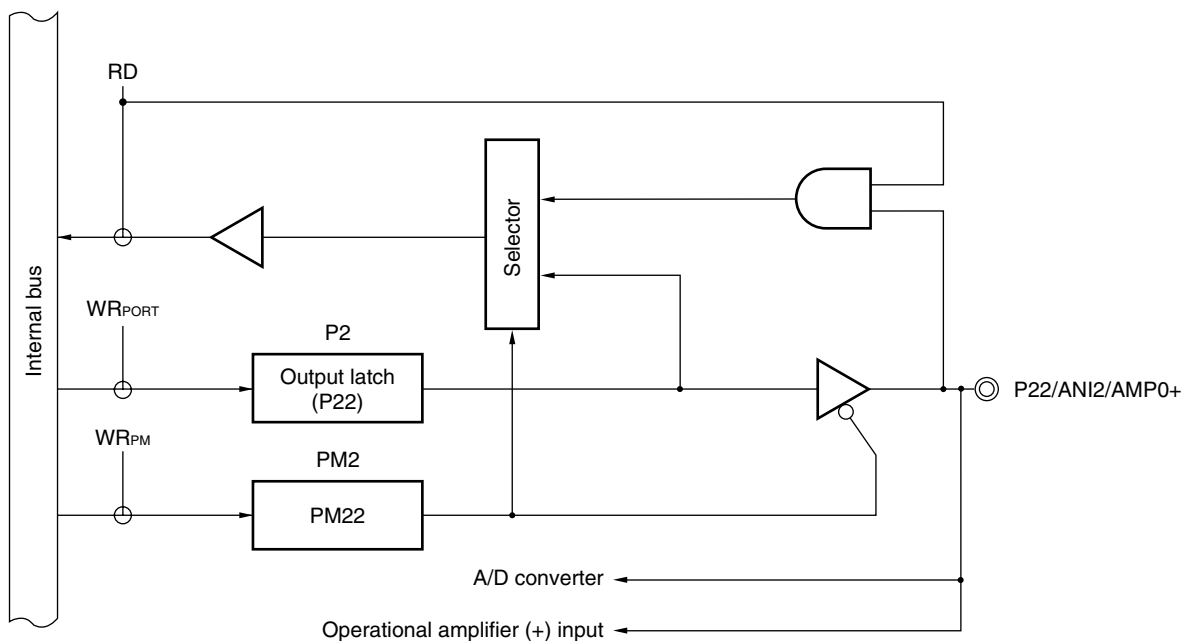 RD
Selector
Internal bus
WRPORT
P2
Output latch
(P22)
P22/ANI2/AMP0+
WRPM
PM2
PM22
A/D converter
Operational amplifier (+) input